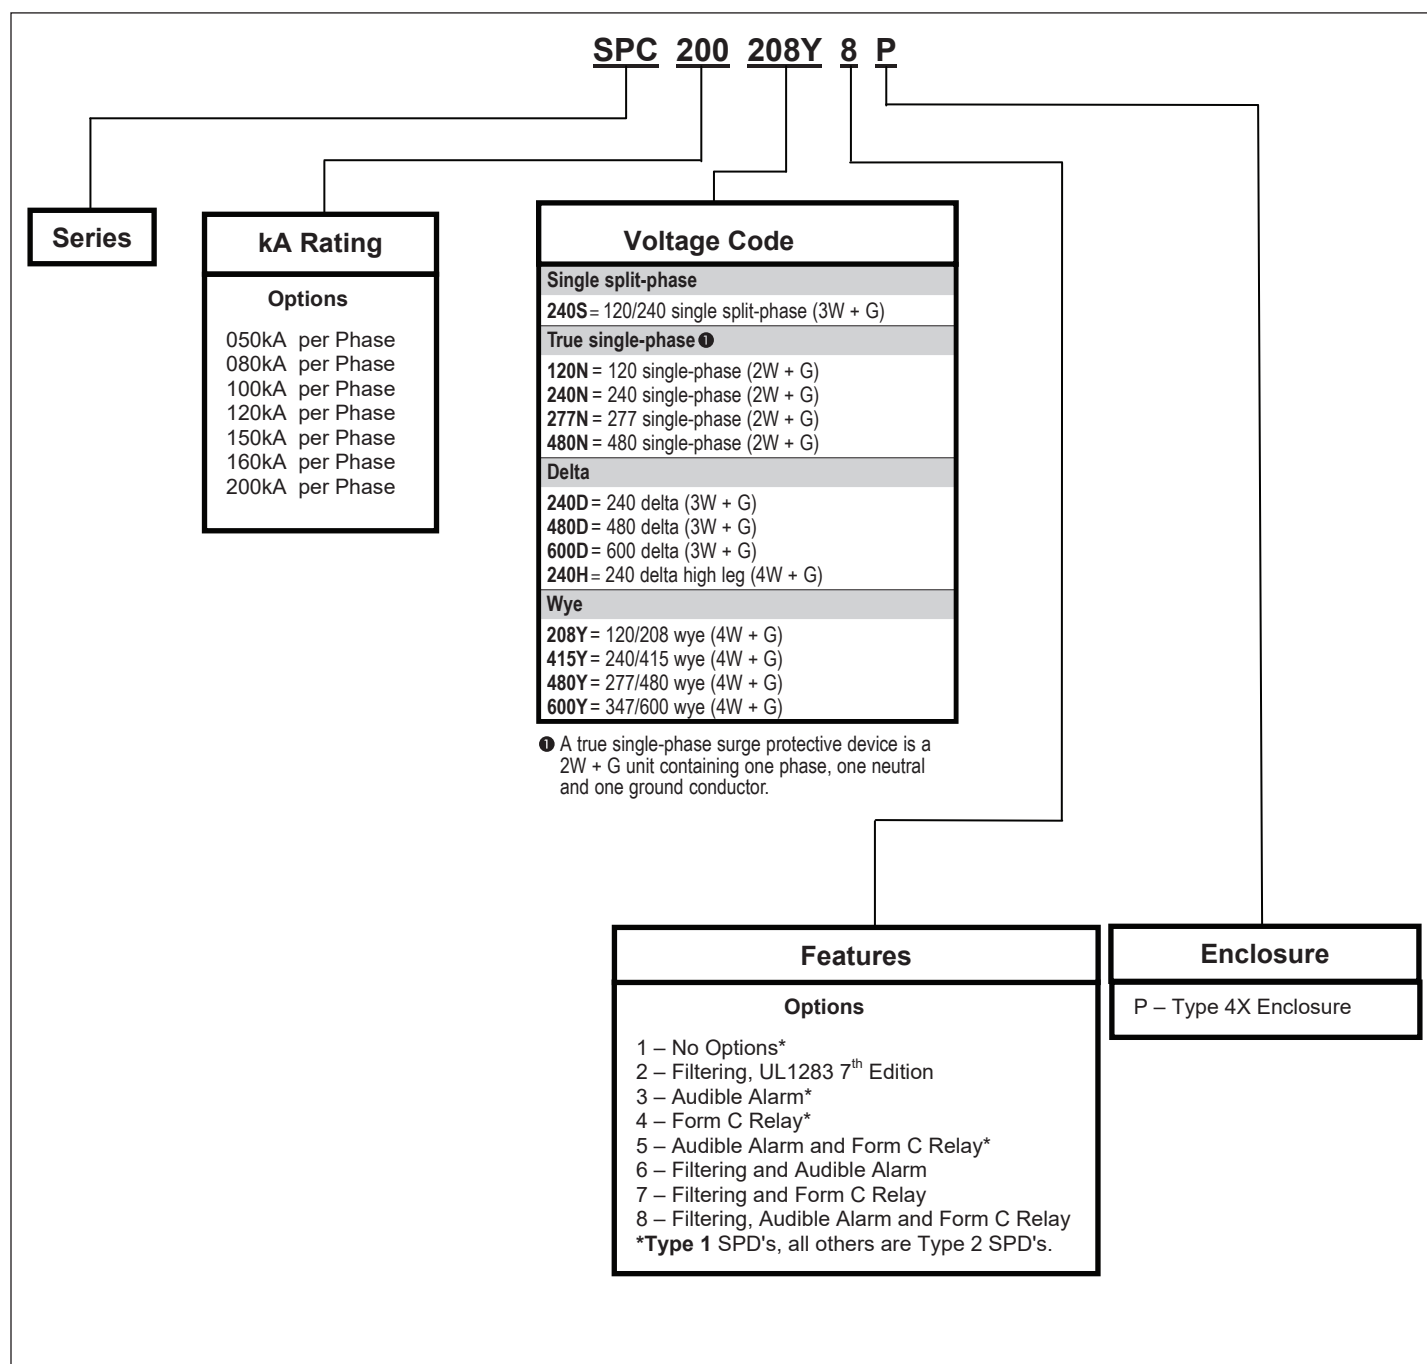 SPC 200 208Y 8 P
Series
kA Rating
Options
050kA per Phase
080kA per Phase
100kA per Phase
120kA per Phase
150kA per Phase
160kA per Phase
200kA per Phase
Voltage Code
Single split-phase
240S = 120/240 single split-phase (3W + G)
True single-phase ❶
120N = 120 single-phase (2W + G)
240N = 240 single-phase (2W + G)
277N = 277 single-phase (2W + G)
480N = 480 single-phase (2W + G)
Delta
240D = 240 delta (3W + G)
480D = 480 delta (3W + G)
600D = 600 delta (3W + G)
240H = 240 delta high leg (4W + G)
Wye
208Y = 120/208 wye (4W + G)
415Y = 240/415 wye (4W + G)
480Y = 277/480 wye (4W + G)
600Y = 347/600 wye (4W + G)
❶ A true single-phase surge protective device is a
2W + G unit containing one phase, one neutral
and one ground conductor.
Features
Options
1 – No Options*
2 – Filtering, UL1283 7th Edition
3 – Audible Alarm*
4 – Form C Relay*
5 – Audible Alarm and Form C Relay*
6 – Filtering and Audible Alarm
7 – Filtering and Form C Relay
8 – Filtering, Audible Alarm and Form C Relay
*Type 1 SPD's, all others are Type 2 SPD's.
Enclosure
P – Type 4X Enclosure